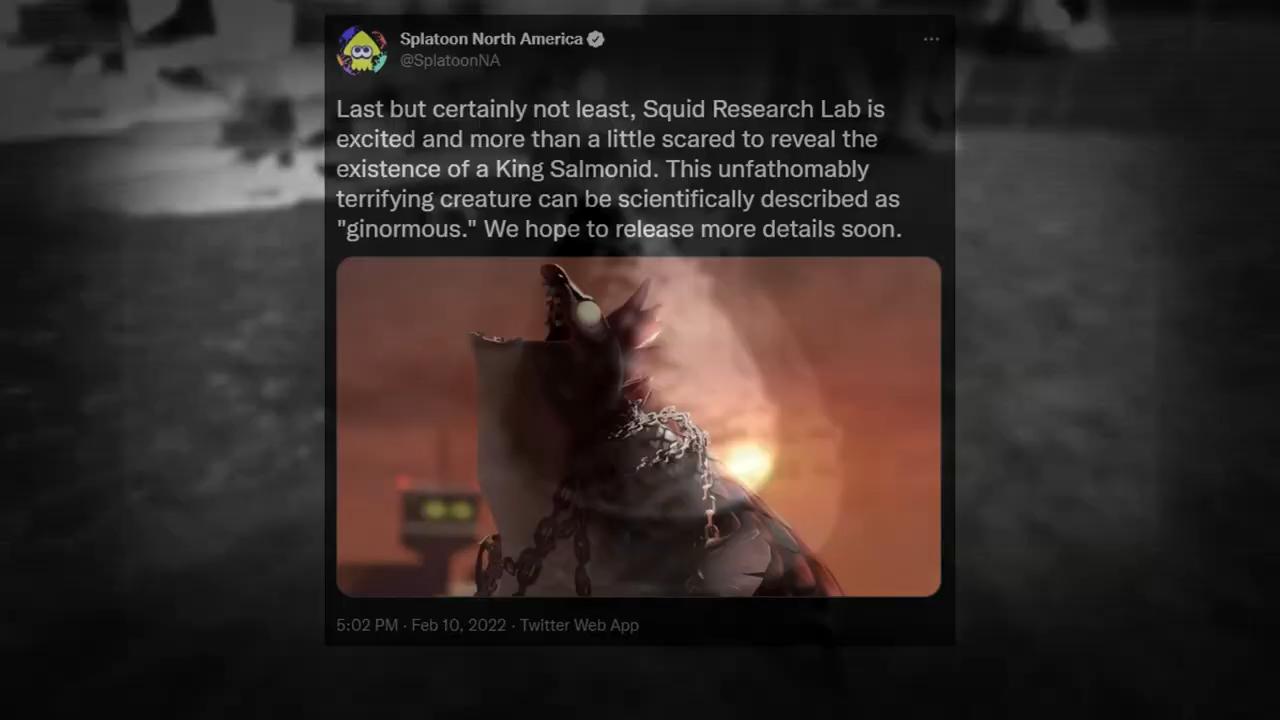 Splatoon North America
@SplatoonNA
Last but certainly not least, Squid Research Lab is
excited and more than a little scared to reveal the
existence of a King Salmonid. This unfathomably
terrifying creature can be scientifically described as
"ginormous." We hope to release more details soon.
5:02 PM · Feb 10, 2022 · Twitter Web App